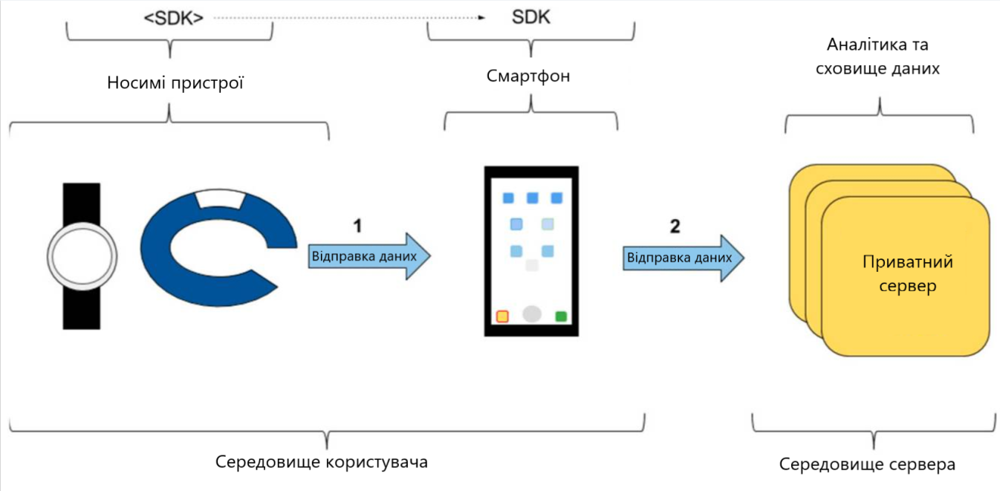 <SDK>
SDK
Аналітика та
сховище даних
Носимі пристрої
Смартфон
1
Відправка даних
2
Відправка даних
Приватний
сервер
Середовище користувача
Середовище сервера